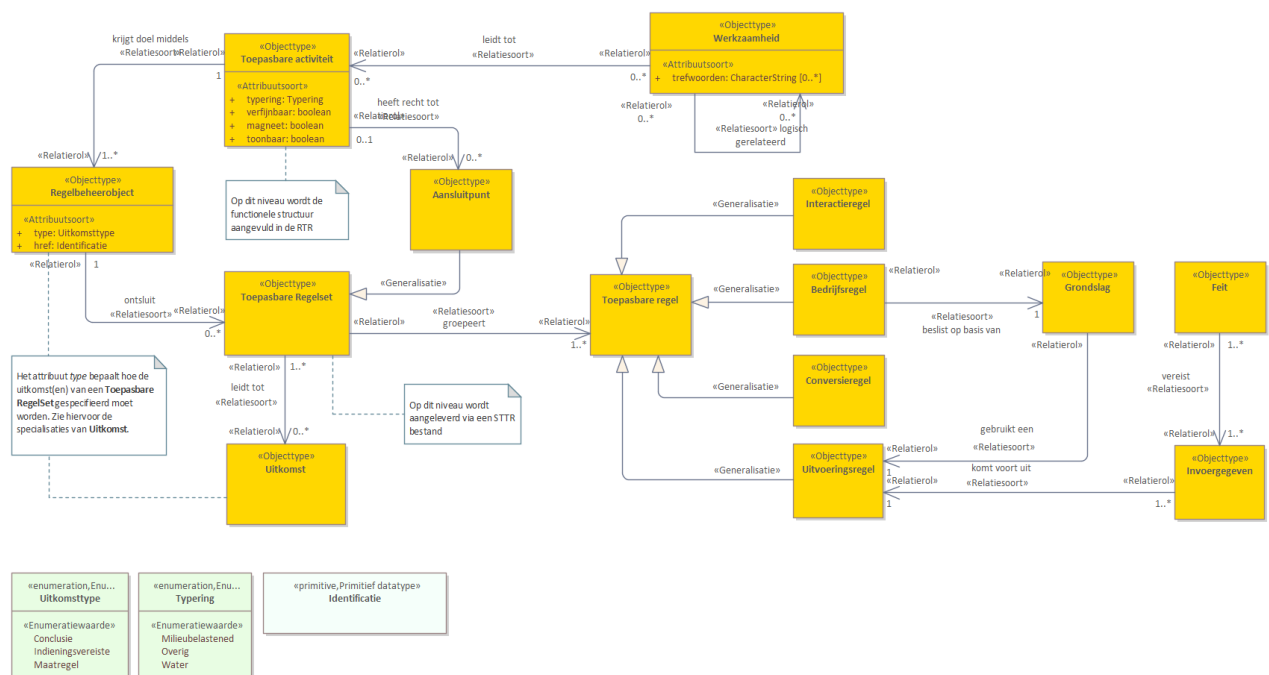 krijgt doel middels
«Relatiesoort»
«Relatierol»
1
«Relatierol»
1..*
«Objecttype»
Toepasbare activiteit
«Attribuutsoort»
+ typering: Typering
+ verfijnbaar: boolean
+ magneet: boolean
+ toonbaar: boolean
«Relatierol»
0..*
leidt tot
«Relatiesoort»
«Relatierol»
0..*
«Objecttype»
Werkzaamheid
«Attribuutsoort»
+ trefwoorden: CharacterString [0..*]
«Relatierol»
0..*
«Relatierol»
0..*
«Relatiesoort» logisch
gerelateerd
heeft recht tot
«Relatiesoort»
«Relatierol»
0..1
«Relatierol»
0..*
«Objecttype»
Regelbeheerobject
«Attribuutsoort»
+ type: Uitkomsttype
+ href: Identificatie
Op dit niveau wordt de
functionele structuur
aangevuld in de RTR
«Objecttype»
Aansluitpunt
«Generalisatie»
«Relatierol»
1
ontsluit
«Relatiesoort»
«Relatierol»
0..*
«Objecttype»
Toepasbare Regelset
«Relatierol»
«Relatiesoort»
groepeert
«Relatierol»
1..*
«Objecttype»
Toepasbare regel
«Generalisatie»
«Objecttype»
Interactieregel
«Generalisatie»
«Objecttype»
Bedrijfsregel
«Relatierol»
«Relatiesoort»
beslist op basis van
«Relatierol»
1
«Objecttype»
Grondslag
«Objecttype»
Feit
«Generalisatie»
«Objecttype»
Conversieregel
«Relatierol»
«Relatierol»
1..*
vereist
«Relatiesoort»
«Relatierol»
1..*
Het attribuut type bepaalt hoe de
uitkomst(en) van een Toepasbare
RegelSet gespecifieerd moet
worden. Zie hiervoor de
specialisaties van Uitkomst.
«Relatierol»
1..*
leidt tot
«Relatiesoort»
«Relatierol»
0..*
Op dit niveau wordt
aangeleverd via een STTR
bestand
«Objecttype»
Uitkomst
«Generalisatie»
«Objecttype»
Uitvoeringsregel
gebruikt een
«Relatierol»
«Relatiesoort»
1
komt voort uit
«Relatierol»
«Relatiesoort»
«Relatierol»
1
1..*
«Objecttype»
Invoergegeven
«enumeration,Enu...
Uitkomsttype
«Enumeratiewaarde»
Conclusie
Indieningsvereiste
Maatregel
«enumeration,Enu...
Typering
«Enumeratiewaarde»
Milieubelastened
Overig
Water
«primitive,Primitief datatype»
Identificatie